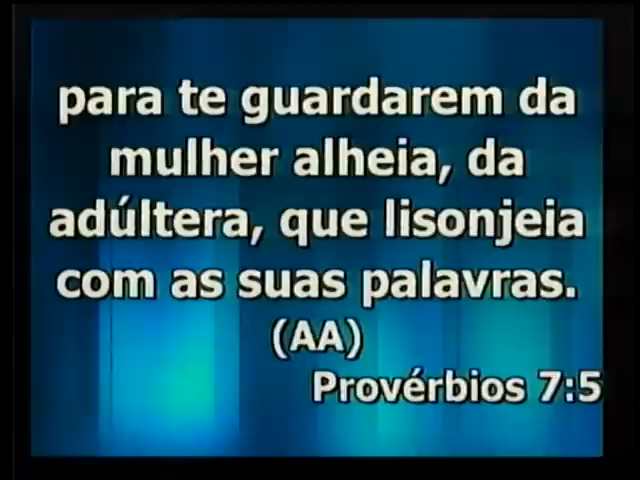 para te guardarem da
mulher alheia, da
adúltera, que lisonjeia
com as suas palavras.
(AA)
Provérbios 7:5